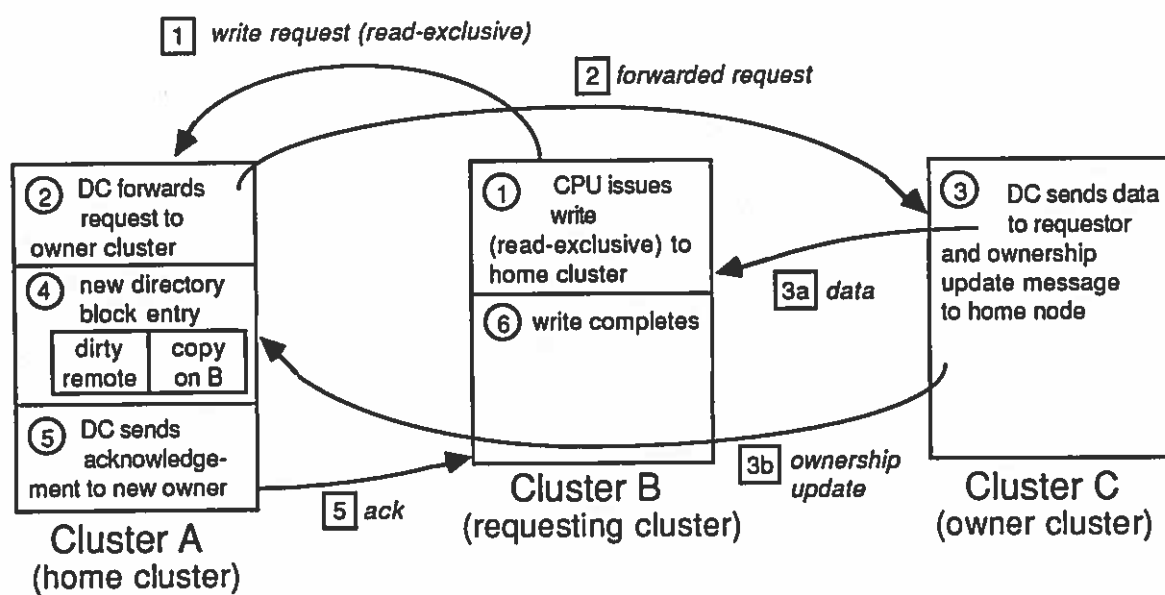 1 write request (read-exclusive)
2 forwarded request
2 DC forwards
request to
owner cluster
4 new directory
block entry
dirty
remote
copy
on B
5 DC sends
acknowledge-
ment to new owner
1 CPU issues
write
(read-exclusive) to
home cluster
6 write completes
3 DC sends data
to requestor
and ownership
update message
to home node
3a data
3b ownership
update
5 ack
Cluster A
(home cluster)
Cluster B
(requesting cluster)
Cluster C
(owner cluster)